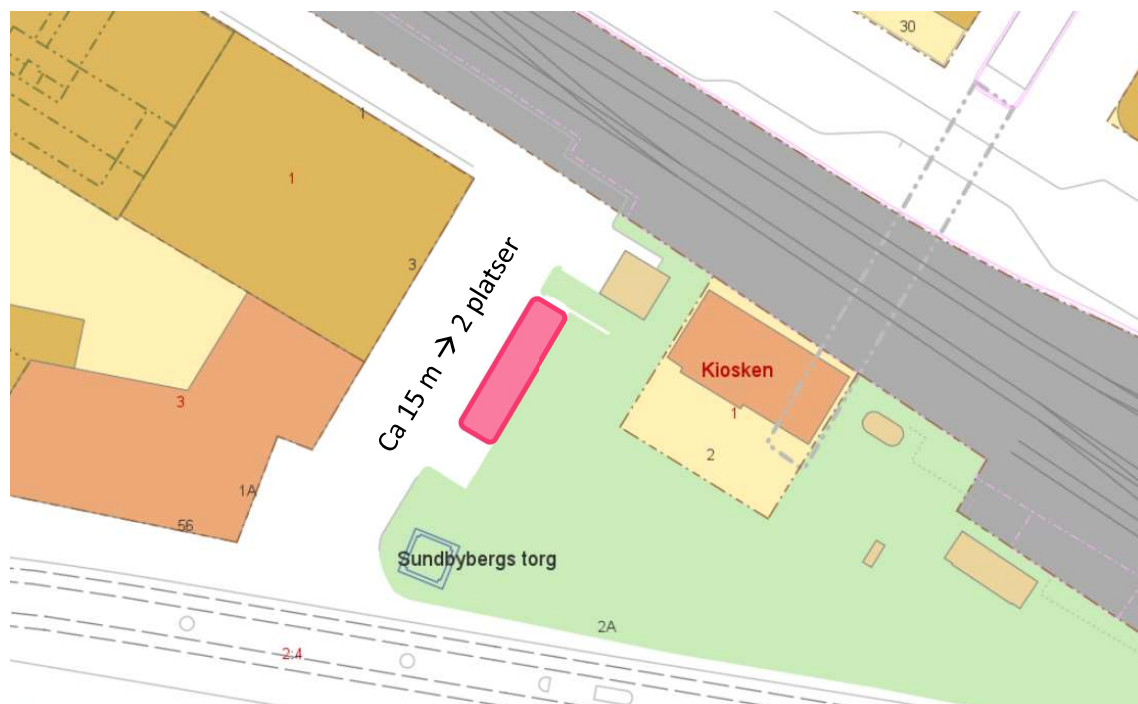 30
1
1
3
Ca 15 m → 2 platser
Kiosken
1
3
2
1A
56
Sundbybergs torg
2A
2:4